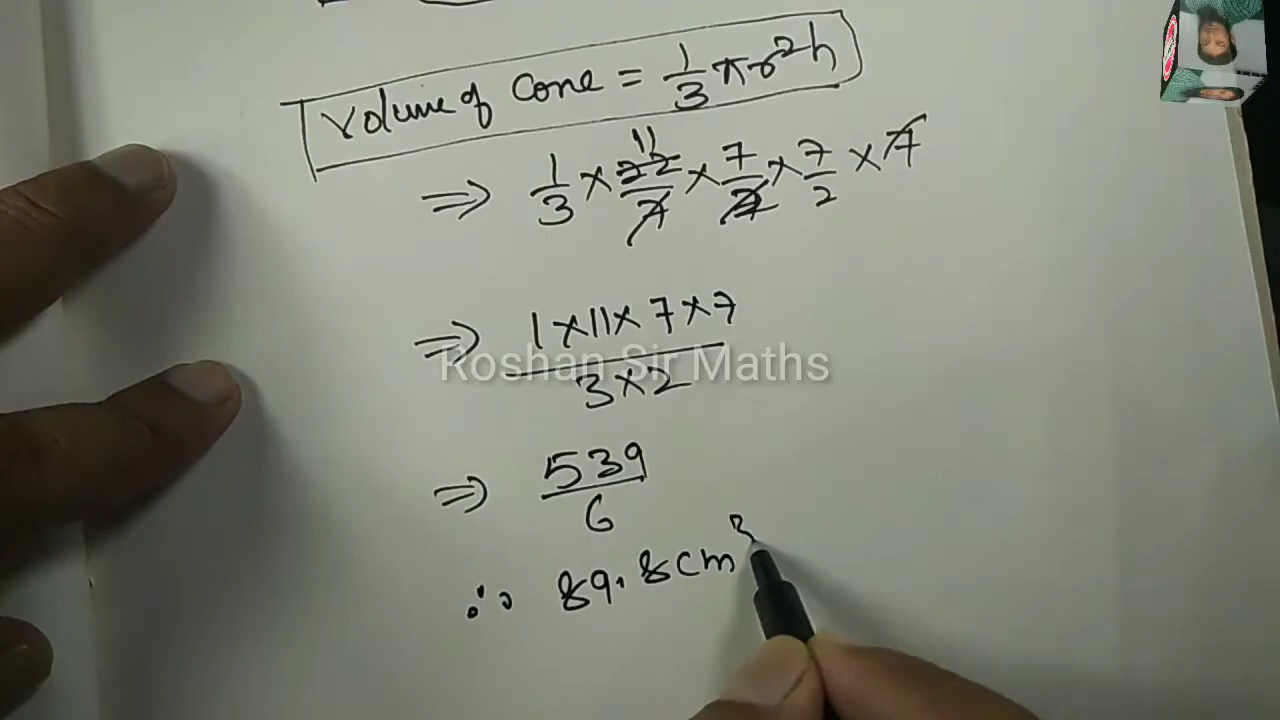 Volume of Cone = 1/3 πr²h
⇒ 1/3 × 22/7 × 7/2 × 7/2 × 7
11
⇒ 1×11×7×7 / 3×2
Roshan Sir Maths
⇒ 539/6
∴ 89.8cm³